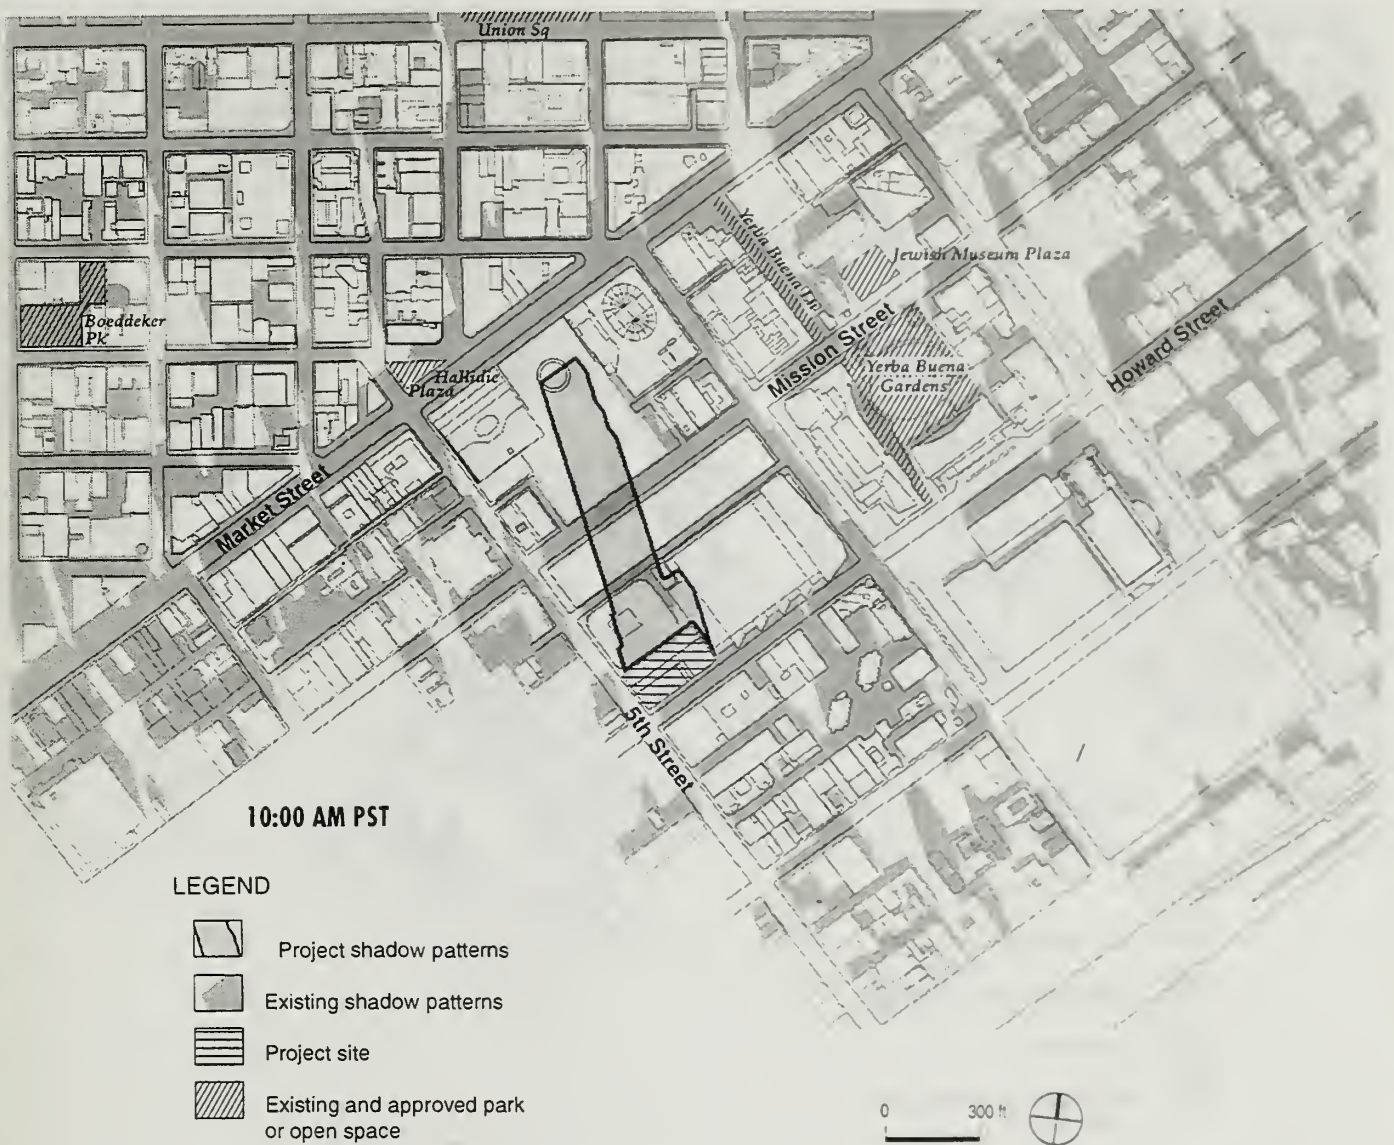 Union Sq
Yerba Buena Ln
Jewish Museum Plaza
Boeddeker
Pk
Hallidie
Plaza
Mission Street
Yerba Buena
Gardens
Howard Street
Market Street
5th Street
10:00 AM PST
LEGEND
Project shadow patterns
Existing shadow patterns
Project site
Existing and approved park
or open space
0 300 ft